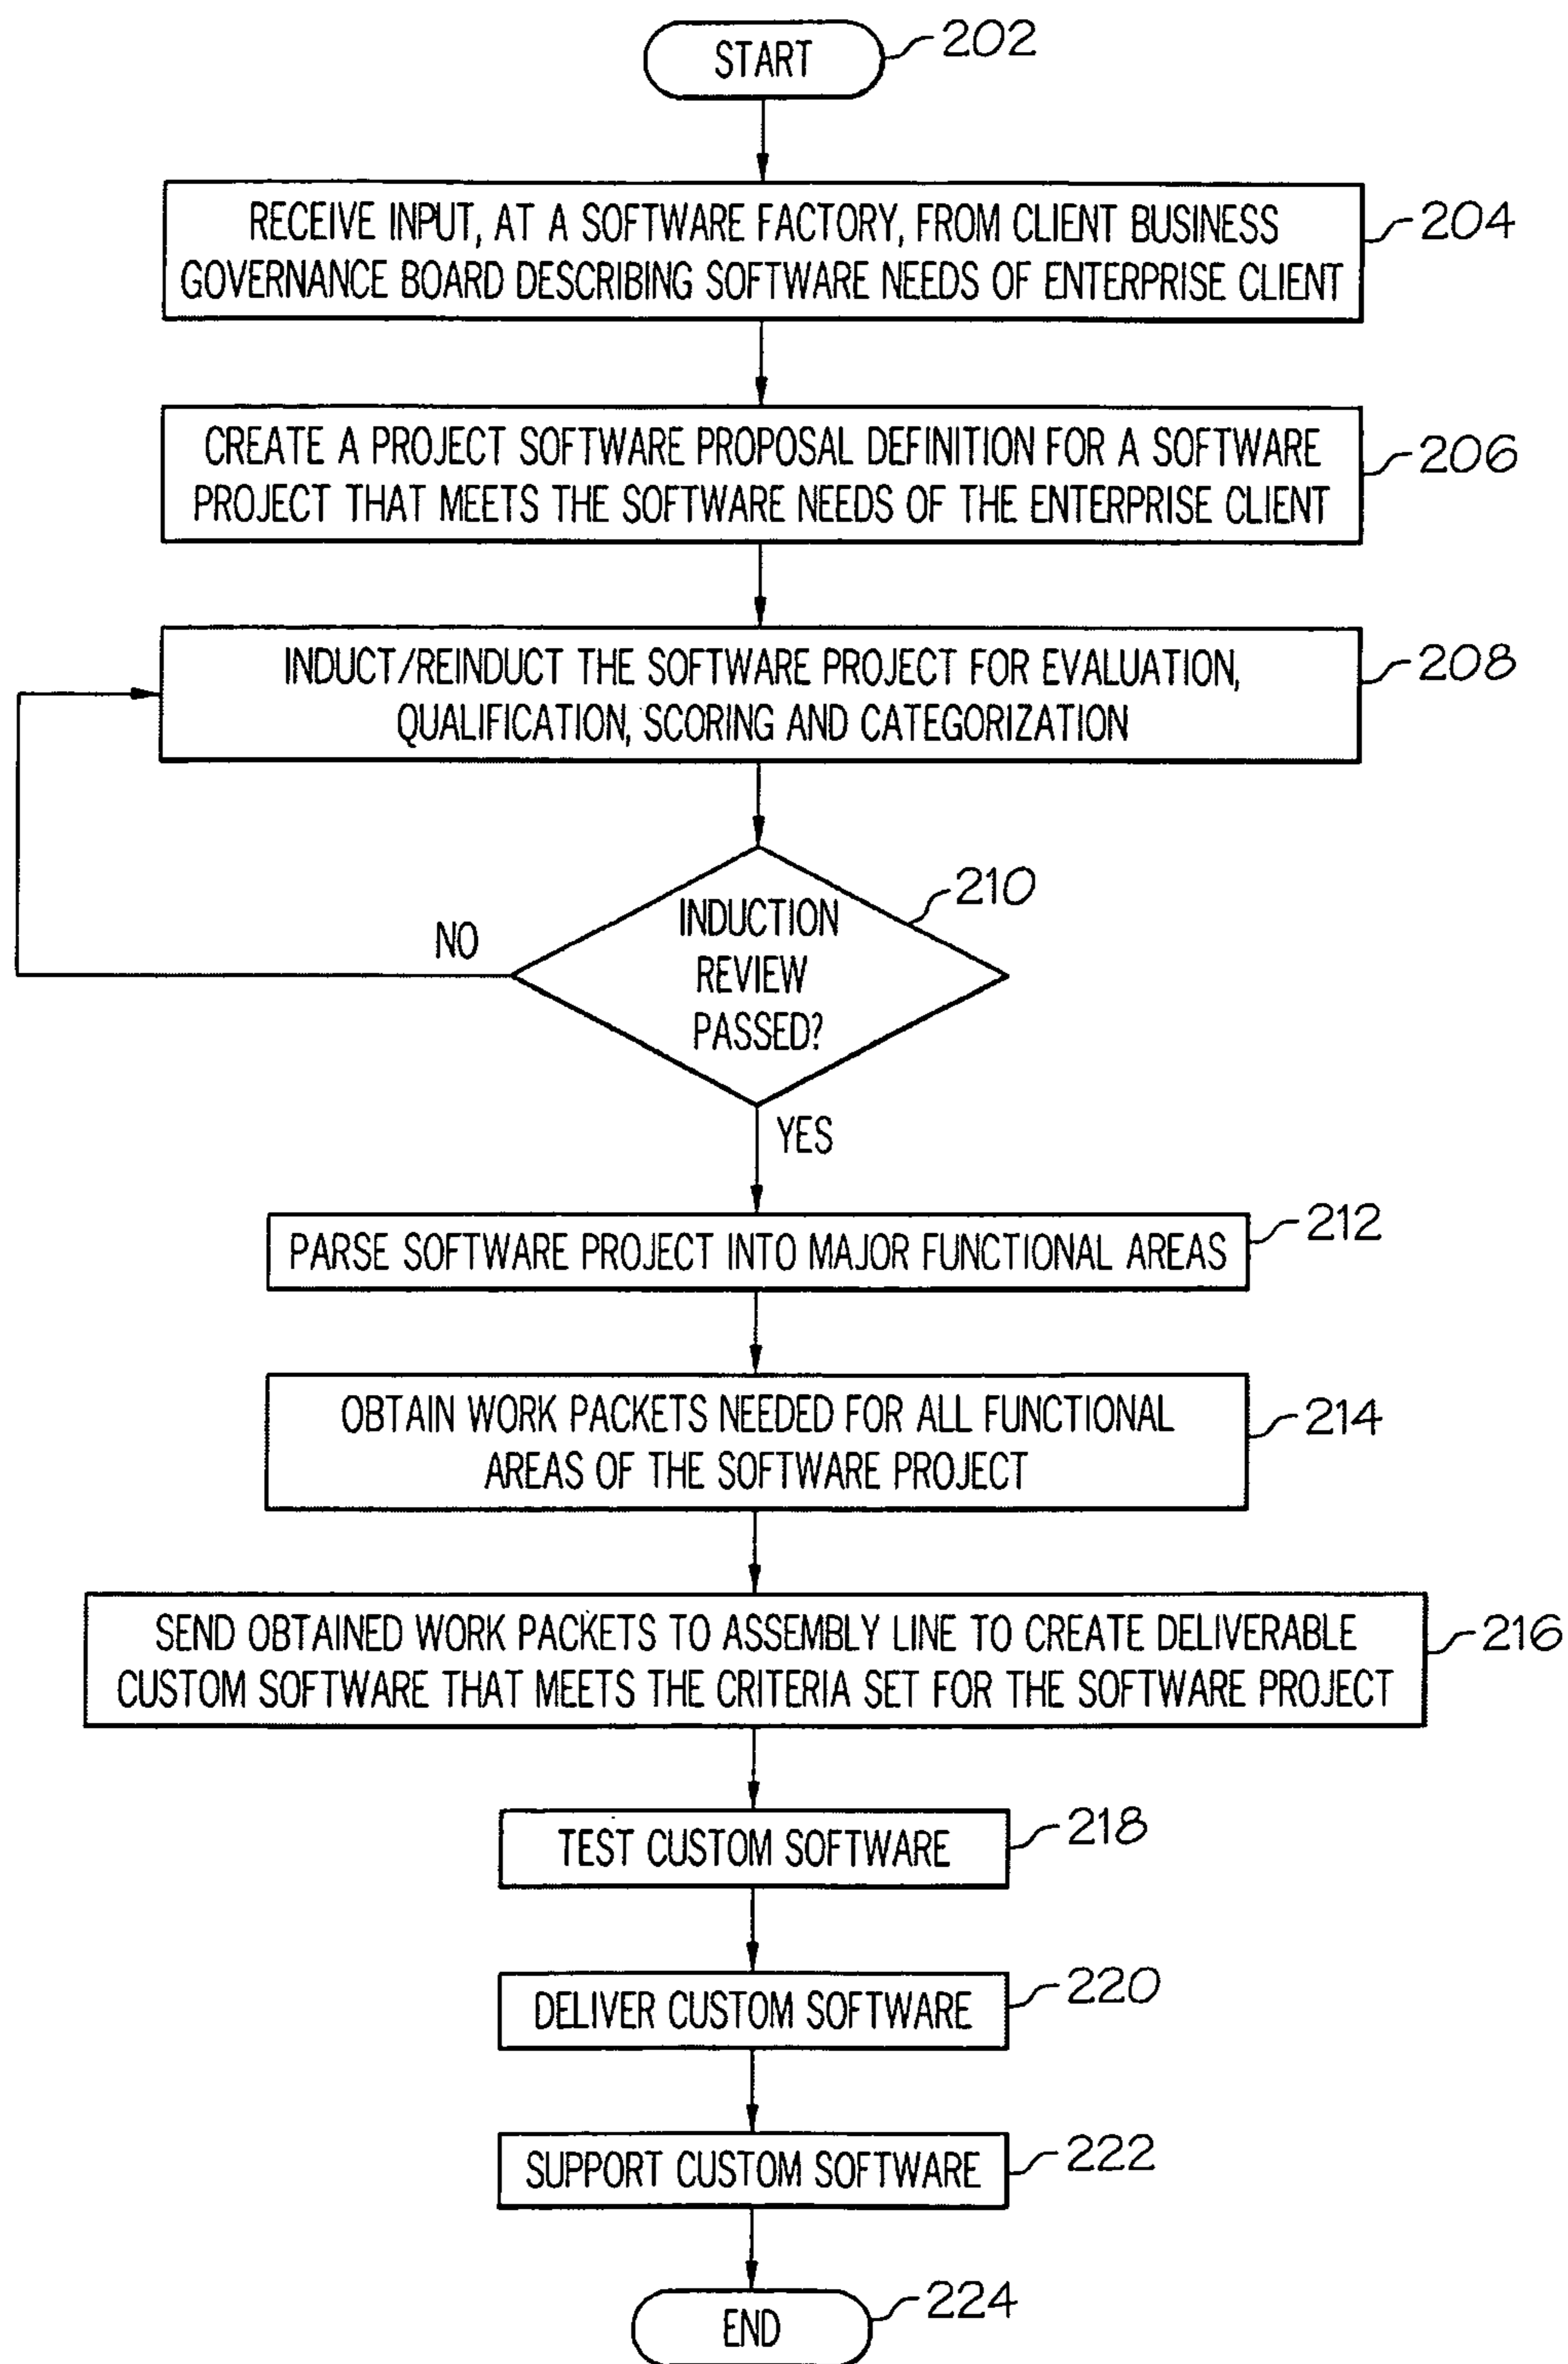 START
202
RECEIVE INPUT, AT A SOFTWARE FACTORY, FROM CLIENT BUSINESS
GOVERNANCE BOARD DESCRIBING SOFTWARE NEEDS OF ENTERPRISE CLIENT
204
CREATE A PROJECT SOFTWARE PROPOSAL DEFINITION FOR A SOFTWARE
PROJECT THAT MEETS THE SOFTWARE NEEDS OF THE ENTERPRISE CLIENT
206
INDUCT/REINDUCT THE SOFTWARE PROJECT FOR EVALUATION,
QUALIFICATION, SCORING AND CATEGORIZATION
208
INDUCTION
REVIEW
PASSED?
210
NO
YES
PARSE SOFTWARE PROJECT INTO MAJOR FUNCTIONAL AREAS
212
OBTAIN WORK PACKETS NEEDED FOR ALL FUNCTIONAL
AREAS OF THE SOFTWARE PROJECT
214
SEND OBTAINED WORK PACKETS TO ASSEMBLY LINE TO CREATE DELIVERABLE
CUSTOM SOFTWARE THAT MEETS THE CRITERIA SET FOR THE SOFTWARE PROJECT
216
TEST CUSTOM SOFTWARE
218
DELIVER CUSTOM SOFTWARE
220
SUPPORT CUSTOM SOFTWARE
222
END
224